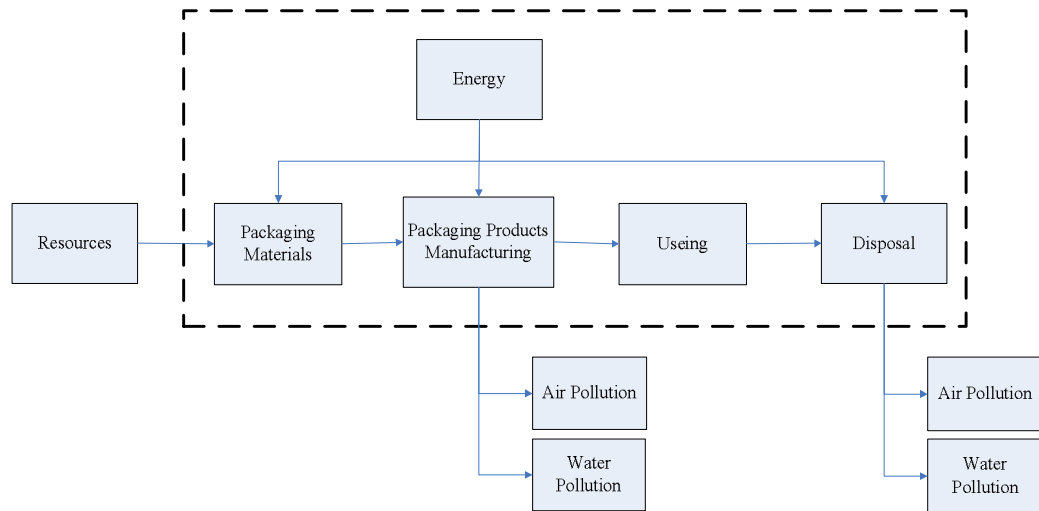 Energy
Resources
Packaging
Materials
Packaging Products
Manufacturing
Useing
Disposal
Air Pollution
Water
Pollution
Air Pollution
Water
Pollution